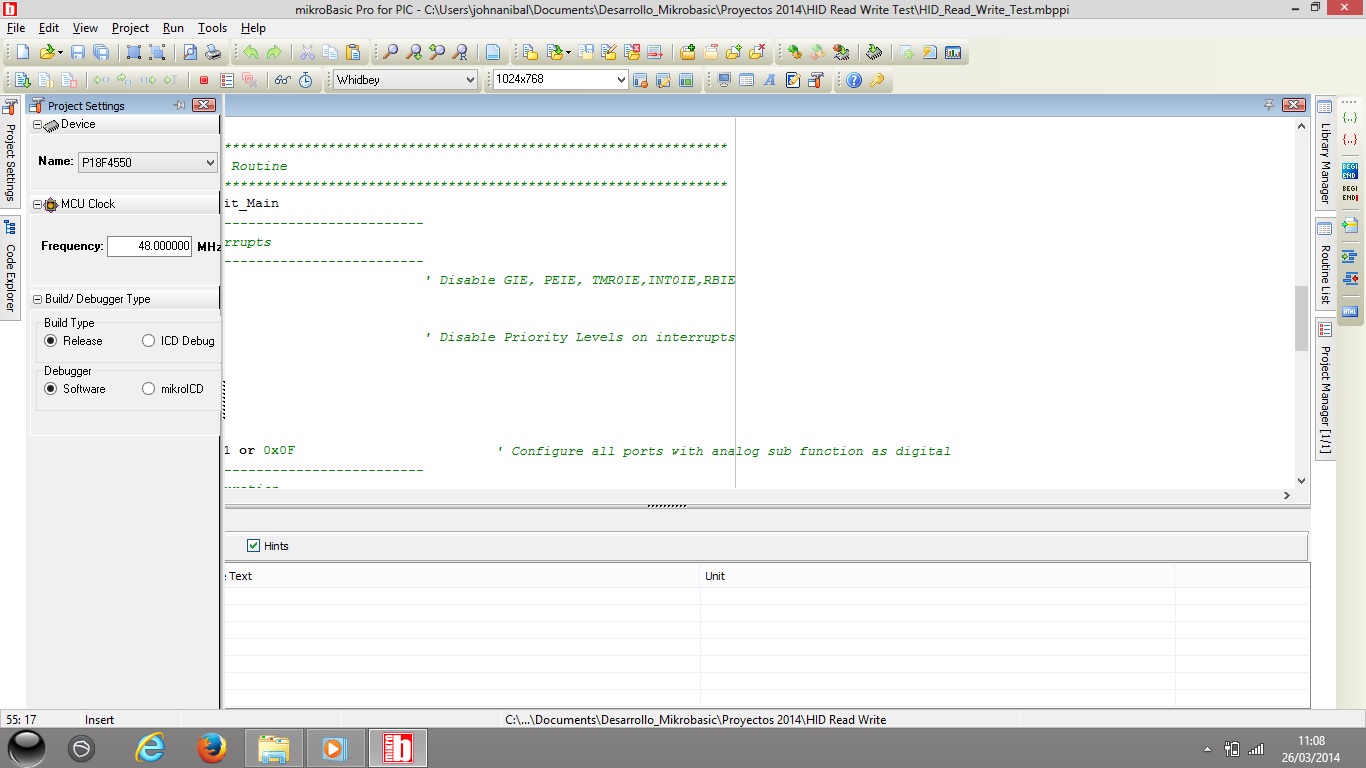 mikroBasic Pro for PIC - C:\Users\johnanibal\Documents\Desarrollo_Mikrobasic\Proyectos 2014\HID Read Write Test\HID_Read_Write_Test.mbppi
File Edit View Project Run Tools Help
Whidbey 1024x768
Project Settings
Device
Name: P18F4550
MCU Clock
Frequency: 48.000000 MHz
Build/ Debugger Type
Build Type
Release ICD Debug
Debugger
Software mikroICD
Project Settings
Code Explorer
***************************************************************
Routine
***************************************************************
it_Main
-------------------------
rrupts
-------------------------
' Disable GIE, PEIE, TMR0IE,INT0IE,RBIE
' Disable Priority Levels on interrupts
1 or 0x0F ' Configure all ports with analog sub function as digital
-------------------------
Hints
Text Unit
Library Manager
Routine List
Project Manager [1/1]
{..}
{..}
BEGI
END
BEGI
END
HTML
55: 17 Insert C:\...\Documents\Desarrollo_Mikrobasic\Proyectos 2014\HID Read Write
11:08
26/03/2014